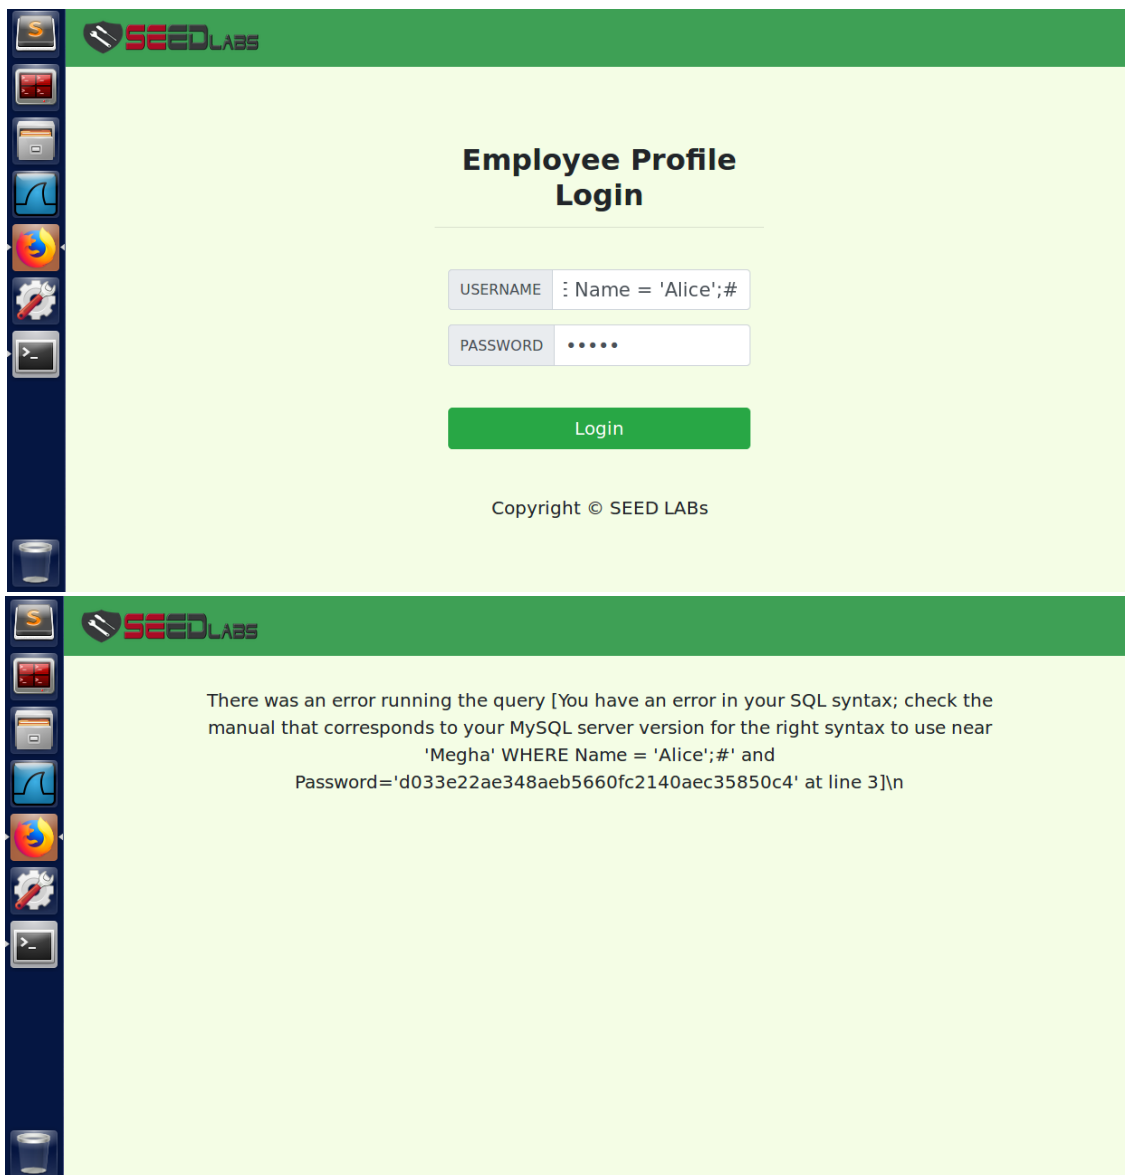 SEEDLABS
Employee Profile
Login
USERNAME Name = 'Alice';#
PASSWORD •••••
Login
Copyright © SEED LABs
SEEDLABS
There was an error running the query [You have an error in your SQL syntax; check the
manual that corresponds to your MySQL server version for the right syntax to use near
'Megha' WHERE Name = 'Alice';#' and
Password='d033e22ae348aeb5660fc2140aec35850c4' at line 3]\n